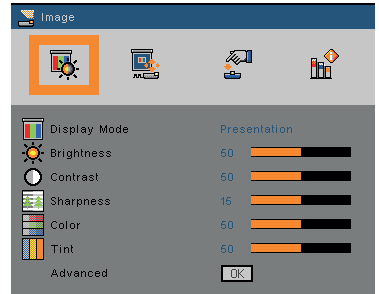 Image
Display Mode Presentation
Brightness 50
Contrast 50
Sharpness 15
Color 50
Tint 50
Advanced OK